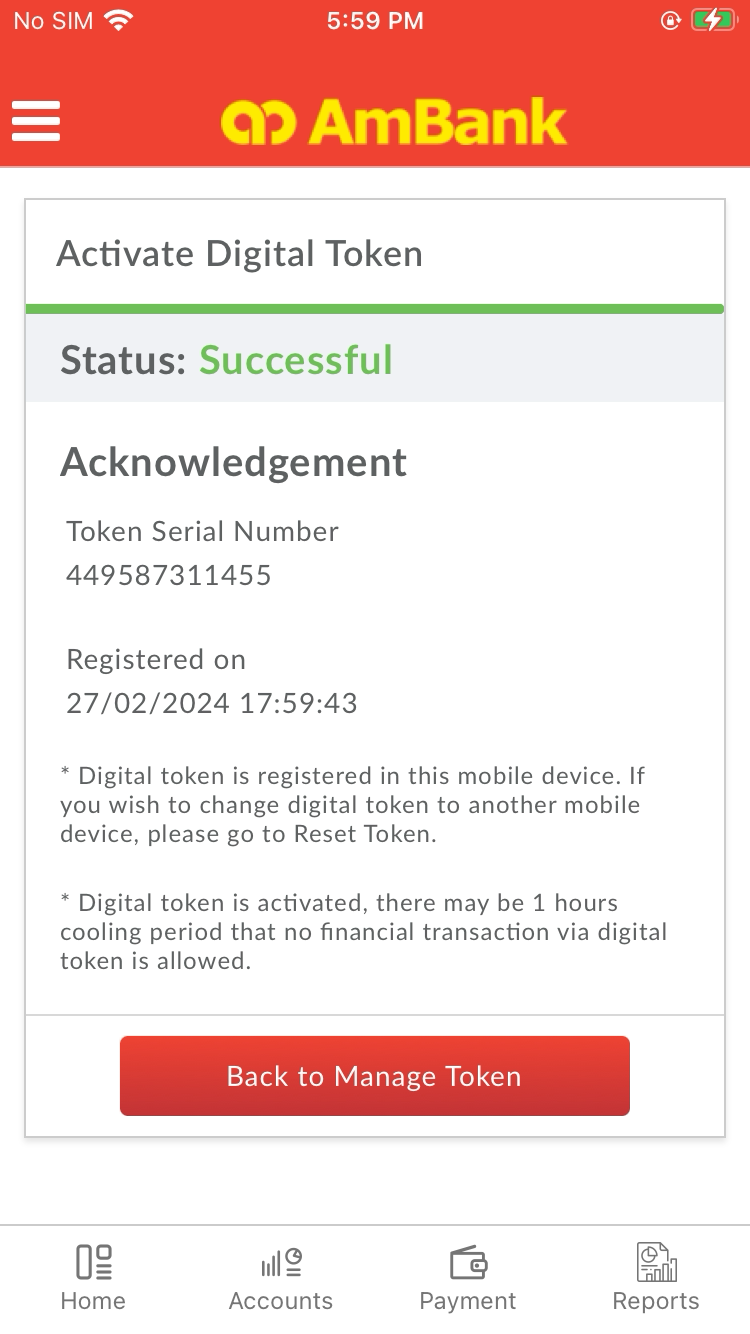 No SIM 5:59 PM
AmBank
Activate Digital Token
Status: Successful
Acknowledgement
Token Serial Number
449587311455
Registered on
27/02/2024 17:59:43
* Digital token is registered in this mobile device. If
you wish to change digital token to another mobile
device, please go to Reset Token.
* Digital token is activated, there may be 1 hours
cooling period that no financial transaction via digital
token is allowed.
Back to Manage Token
Home Accounts Payment Reports